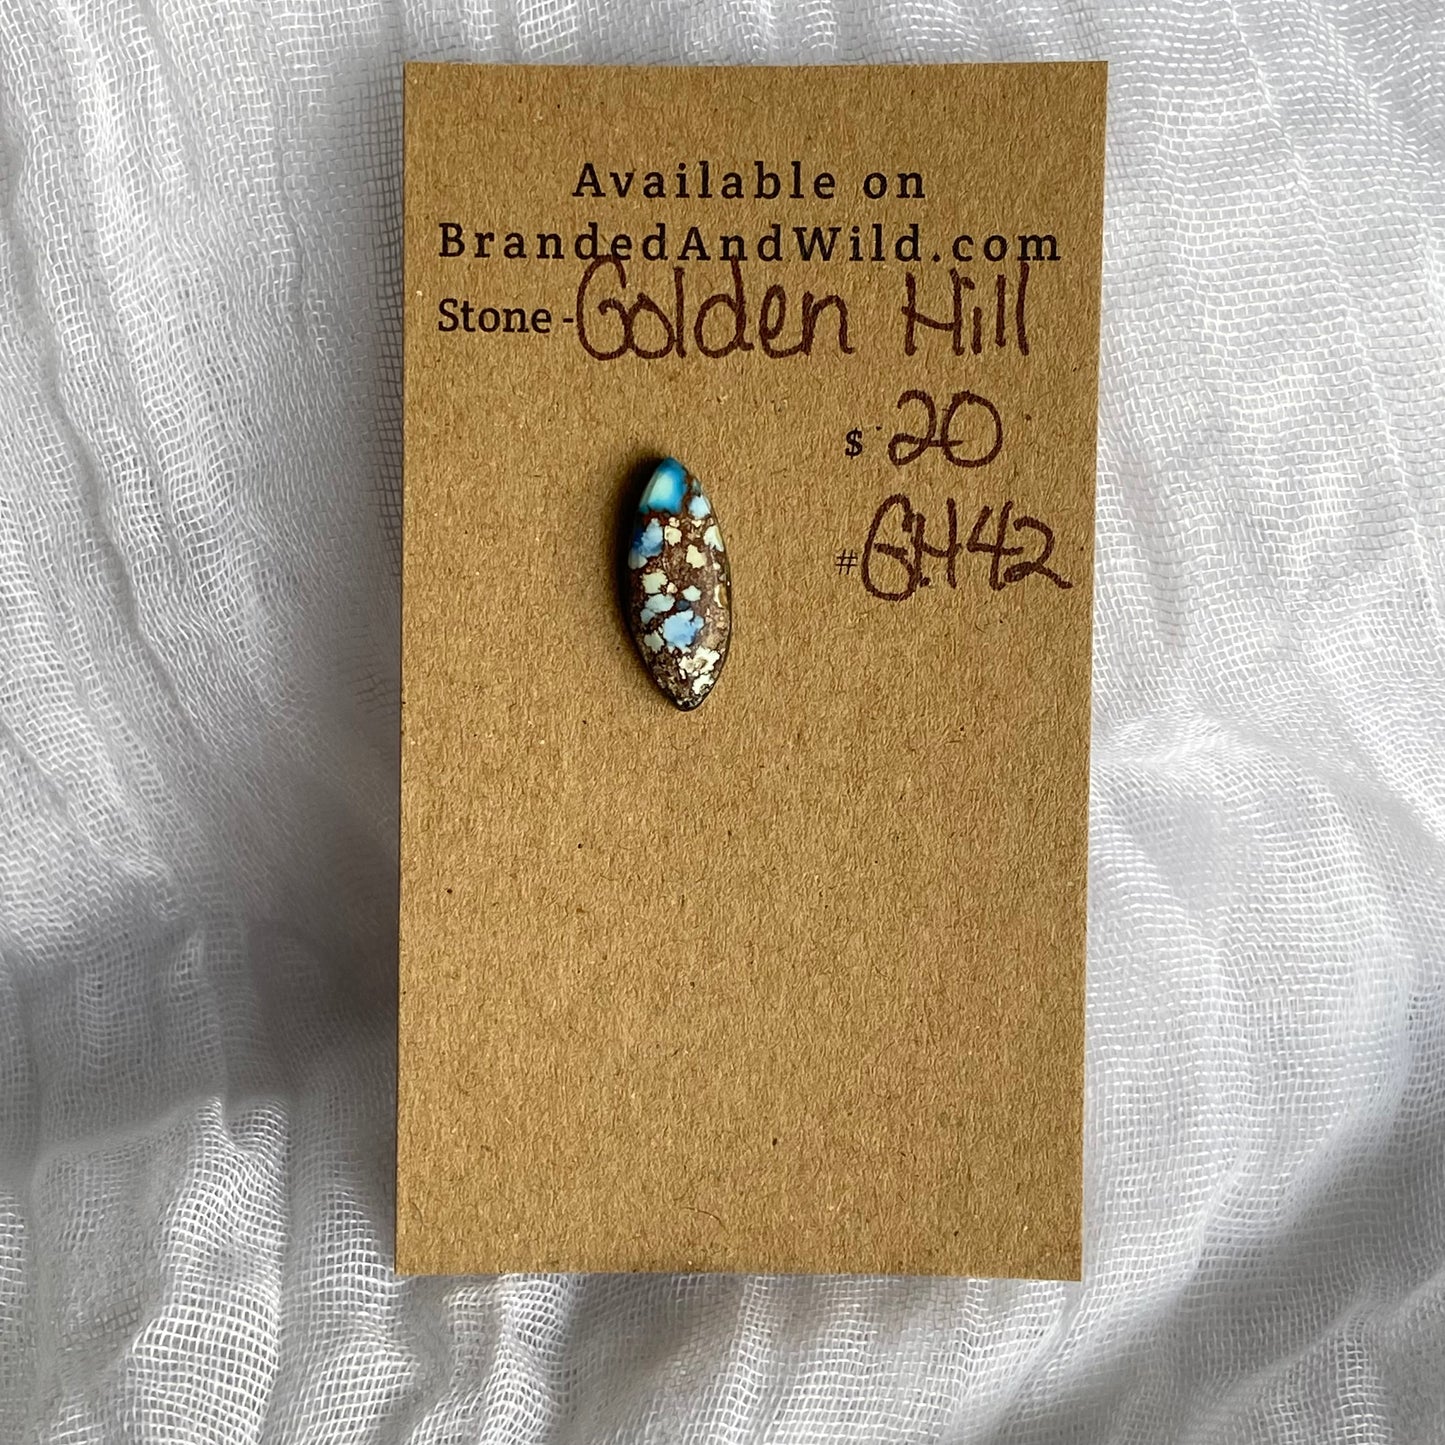 Available on
BrandedAndWild.com
Stone - Golden Hill
$ 20
# GH42